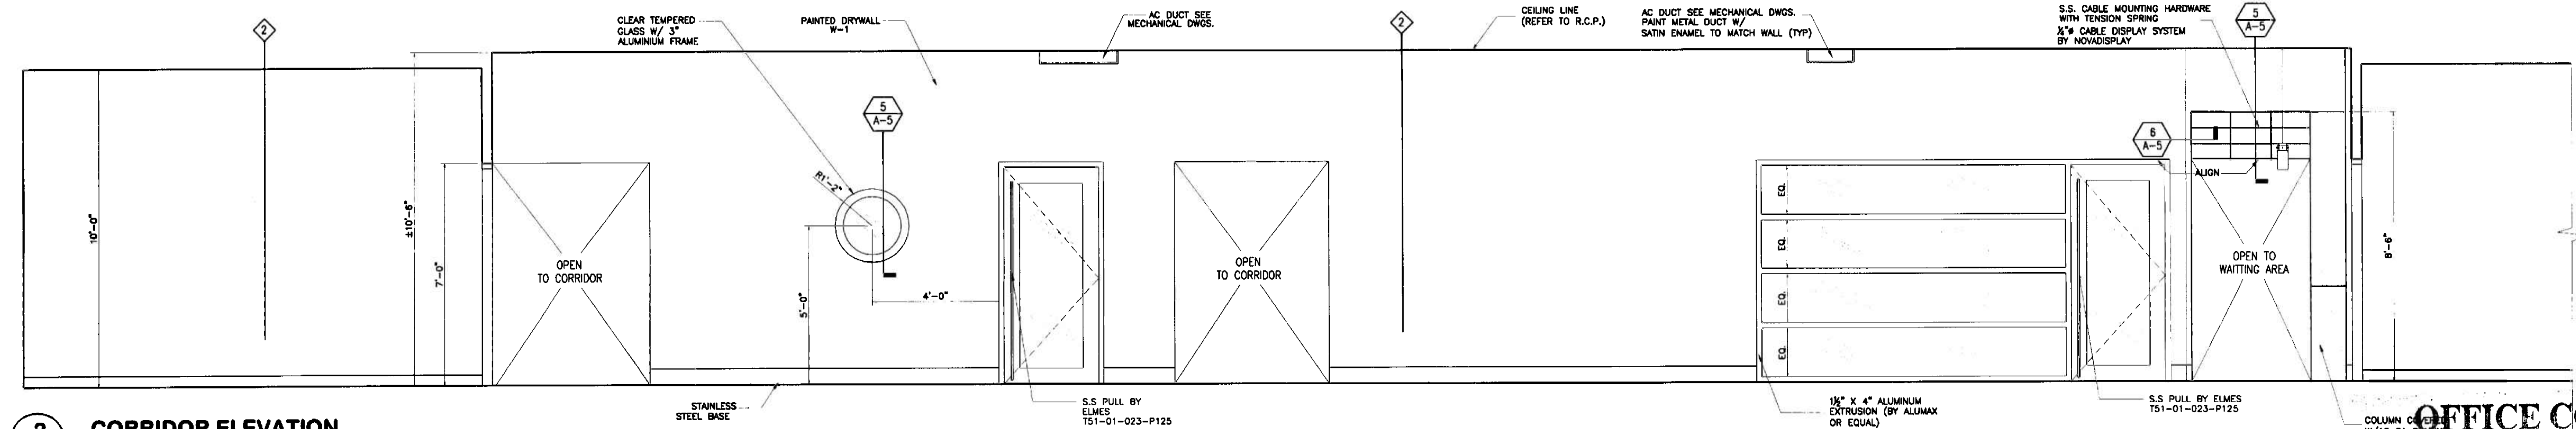 2
CLEAR TEMPERED
GLASS W/ 3"
ALUMINIUM FRAME
PAINTED DRYWALL
W-1
AC DUCT SEE
MECHANICAL DWGS.
2
CEILING LINE
(REFER TO R.C.P.)
AC DUCT SEE MECHANICAL DWGS.
PAINT METAL DUCT W/
SATIN ENAMEL TO MATCH WALL (TYP)
S.S. CABLE MOUNTING HARDWARE
WITH TENSION SPRING
CABLE DISPLAY SYSTEM
BY NOVADISPLAY
5
A-5
5
A-5
6
A-5
ALIGN
10'-0"
±10'-6"
7'-0"
R1'-2"
5'-0"
4'-0"
OPEN
TO CORRIDOR
OPEN
TO CORRIDOR
EQ.
EQ.
EQ.
EQ.
OPEN TO
WAITTING AREA
8'-6"
STAINLESS
STEEL BASE
S.S PULL BY
ELMES
T51-01-023-P125
1½" X 4" ALUMINUM
EXTRUSION (BY ALUMAX
OR EQUAL)
S.S PULL BY ELMES
T51-01-023-P125
COLUMN COVERED
OFFICE CO
CORRIDOR ELEVATION